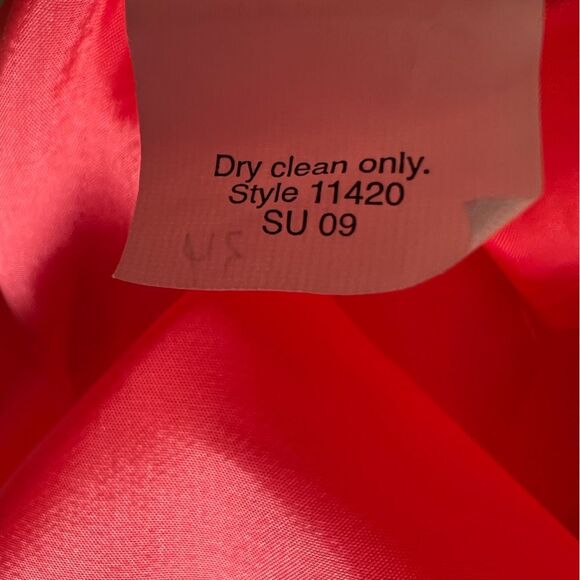 Dry clean only.
Style 11420
SU 09